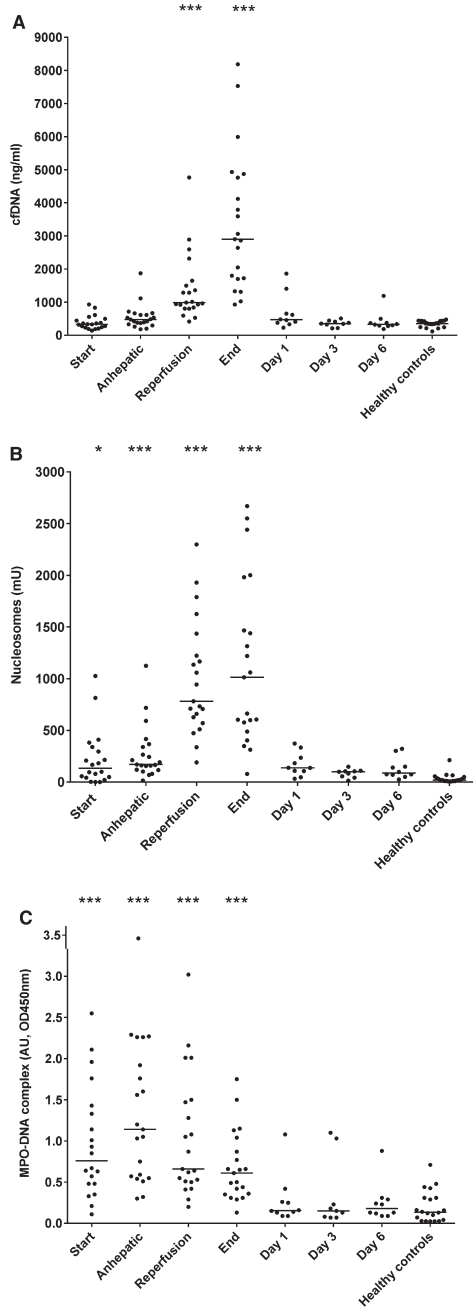 A
*** ***
9000
8000
7000
6000
5000
4000
3000
2000
1000
0
cfDNA (ng/ml)
Start
Anhepatic
Reperfusion
End
Day 1
Day 3
Day 6
Healthy controls
B
* *** *** ***
3000
2500
2000
1500
1000
500
0
Nucleosomes (mU)
Start
Anhepatic
Reperfusion
End
Day 1
Day 3
Day 6
Healthy controls
C
*** *** *** ***
3.5
3.0
2.5
2.0
1.5
1.0
0.5
0.0
MPO-DNA complex (AU, OD450nm)
Start
Anhepatic
Reperfusion
End
Day 1
Day 3
Day 6
Healthy controls